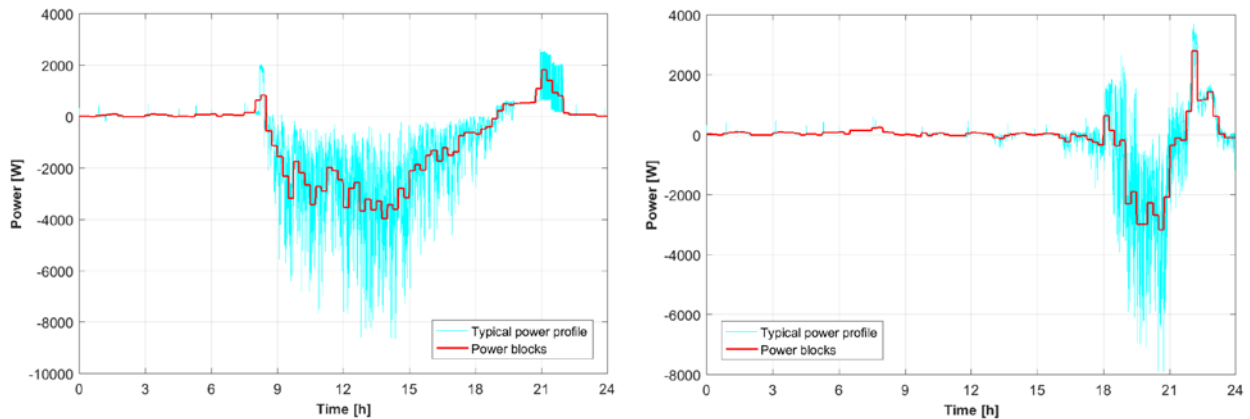 4000
2000
0
-2000
-4000
-6000
-8000
-10000
Power [W]
0 3 6 9 12 15 18 21 24
Time [h]
Typical power profile
Power blocks
4000
2000
0
-2000
-4000
-6000
-8000
Power [W]
0 3 6 9 12 15 18 21 24
Time [h]
Typical power profile
Power blocks